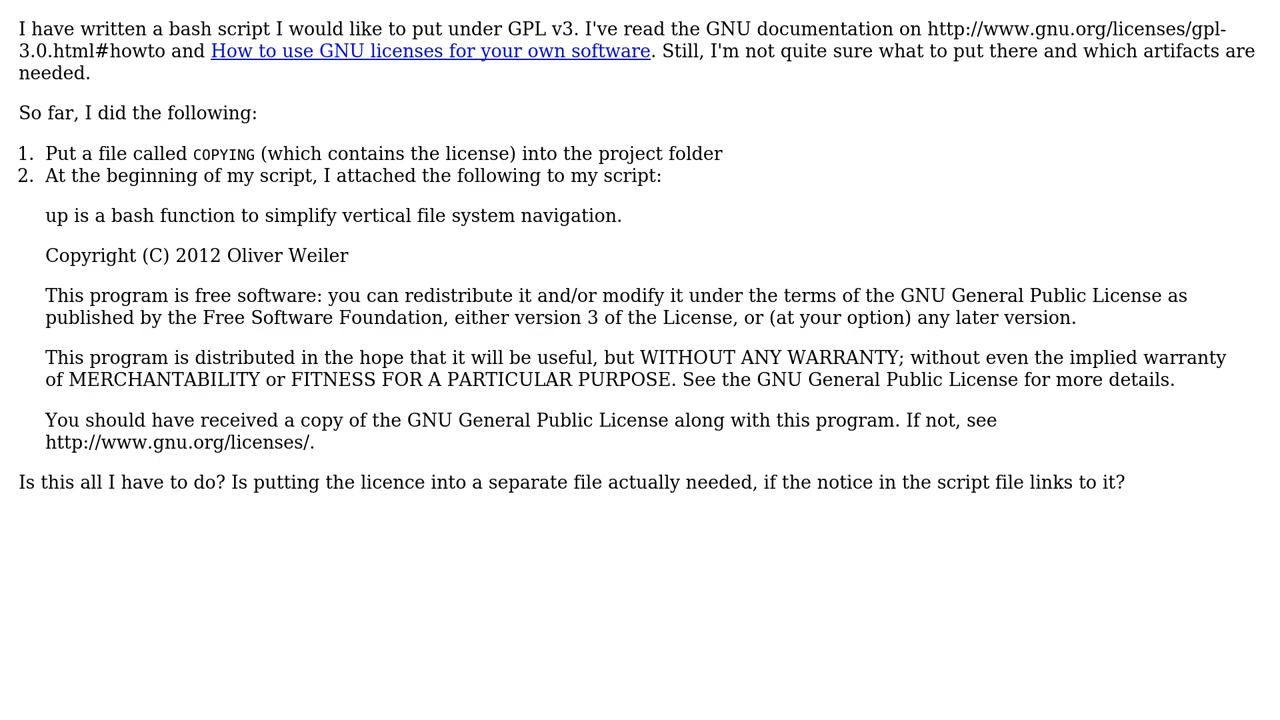 I have written a bash script I would like to put under GPL v3. I've read the GNU documentation on http://www.gnu.org/licenses/gpl-
3.0.html#howto and How to use GNU licenses for your own software. Still, I'm not quite sure what to put there and which artifacts are
needed.
So far, I did the following:
1. Put a file called COPYING (which contains the license) into the project folder
2. At the beginning of my script, I attached the following to my script:
up is a bash function to simplify vertical file system navigation.
Copyright (C) 2012 Oliver Weiler
This program is free software: you can redistribute it and/or modify it under the terms of the GNU General Public License as
published by the Free Software Foundation, either version 3 of the License, or (at your option) any later version.
This program is distributed in the hope that it will be useful, but WITHOUT ANY WARRANTY; without even the implied warranty
of MERCHANTABILITY or FITNESS FOR A PARTICULAR PURPOSE. See the GNU General Public License for more details.
You should have received a copy of the GNU General Public License along with this program. If not, see
http://www.gnu.org/licenses/.
Is this all I have to do? Is putting the licence into a separate file actually needed, if the notice in the script file links to it?